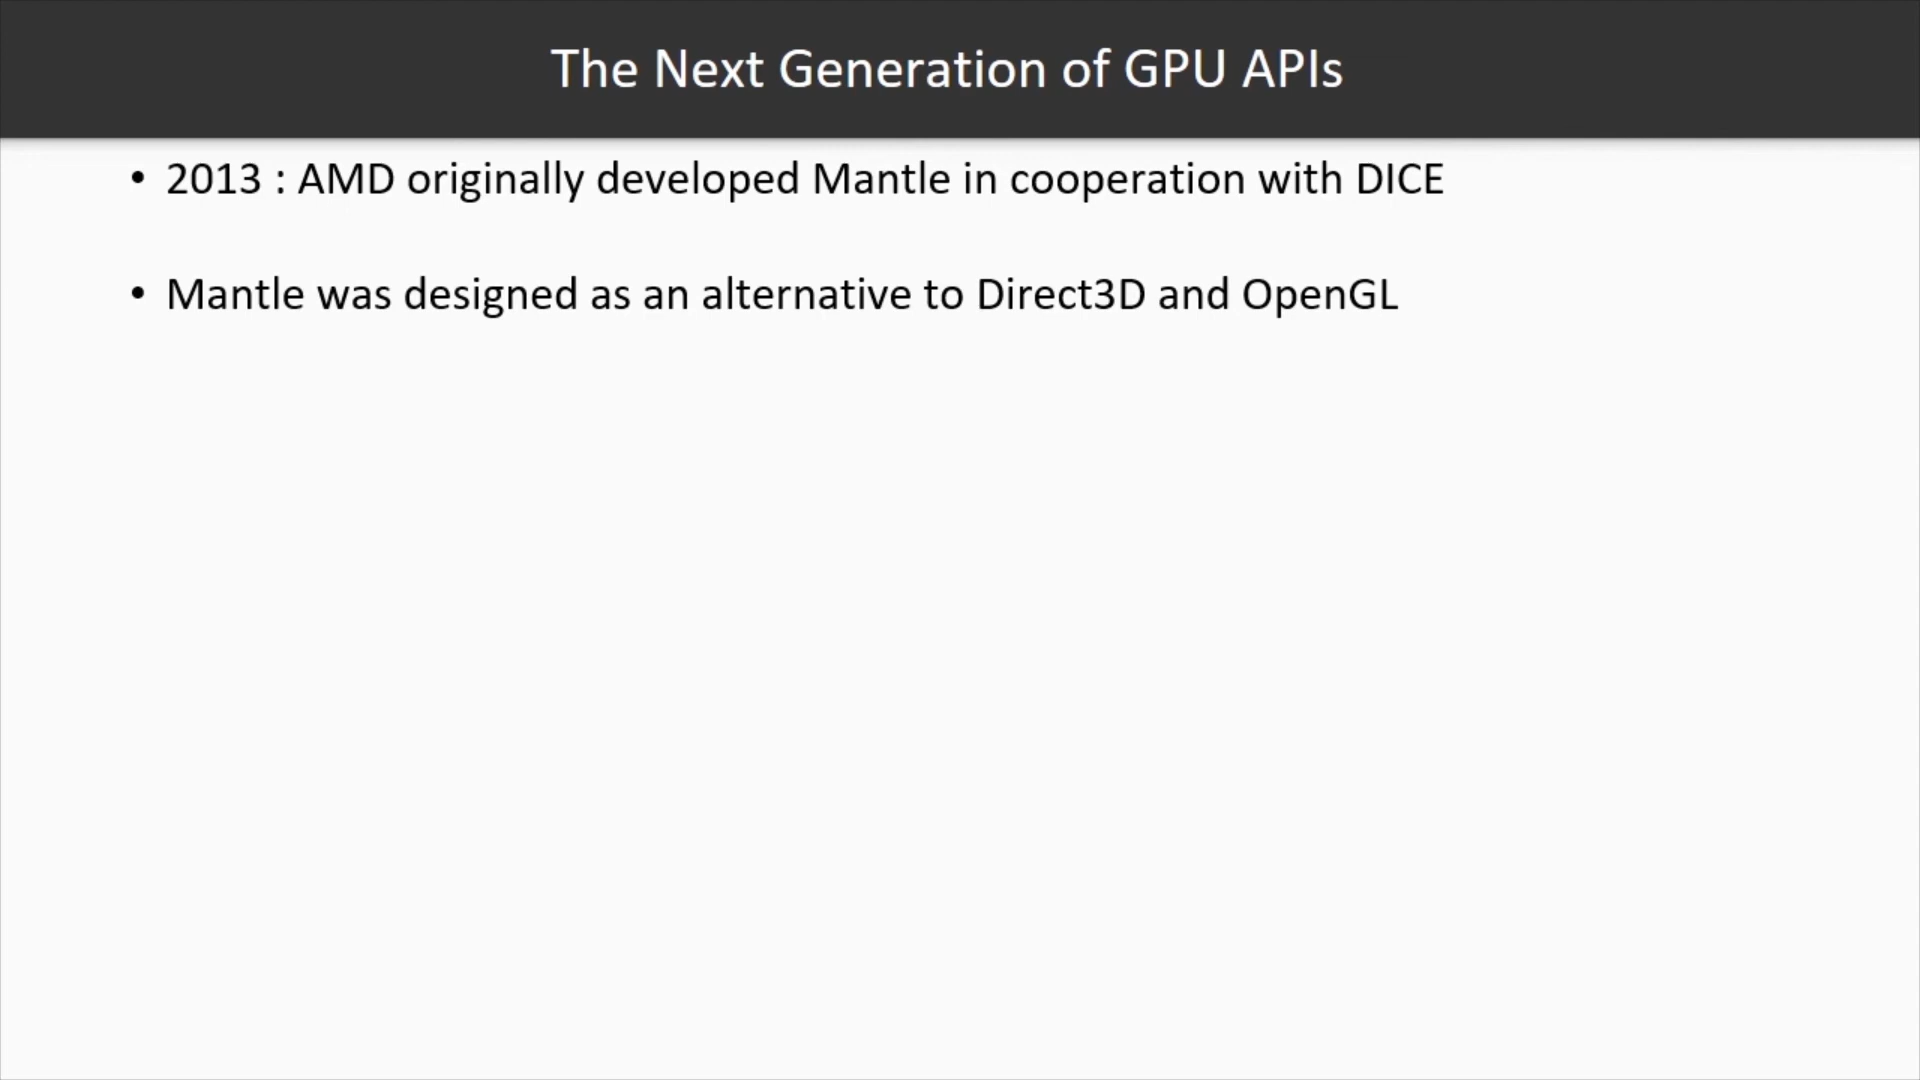 The Next Generation of GPU APIs
• 2013 : AMD originally developed Mantle in cooperation with DICE
• Mantle was designed as an alternative to Direct3D and OpenGL